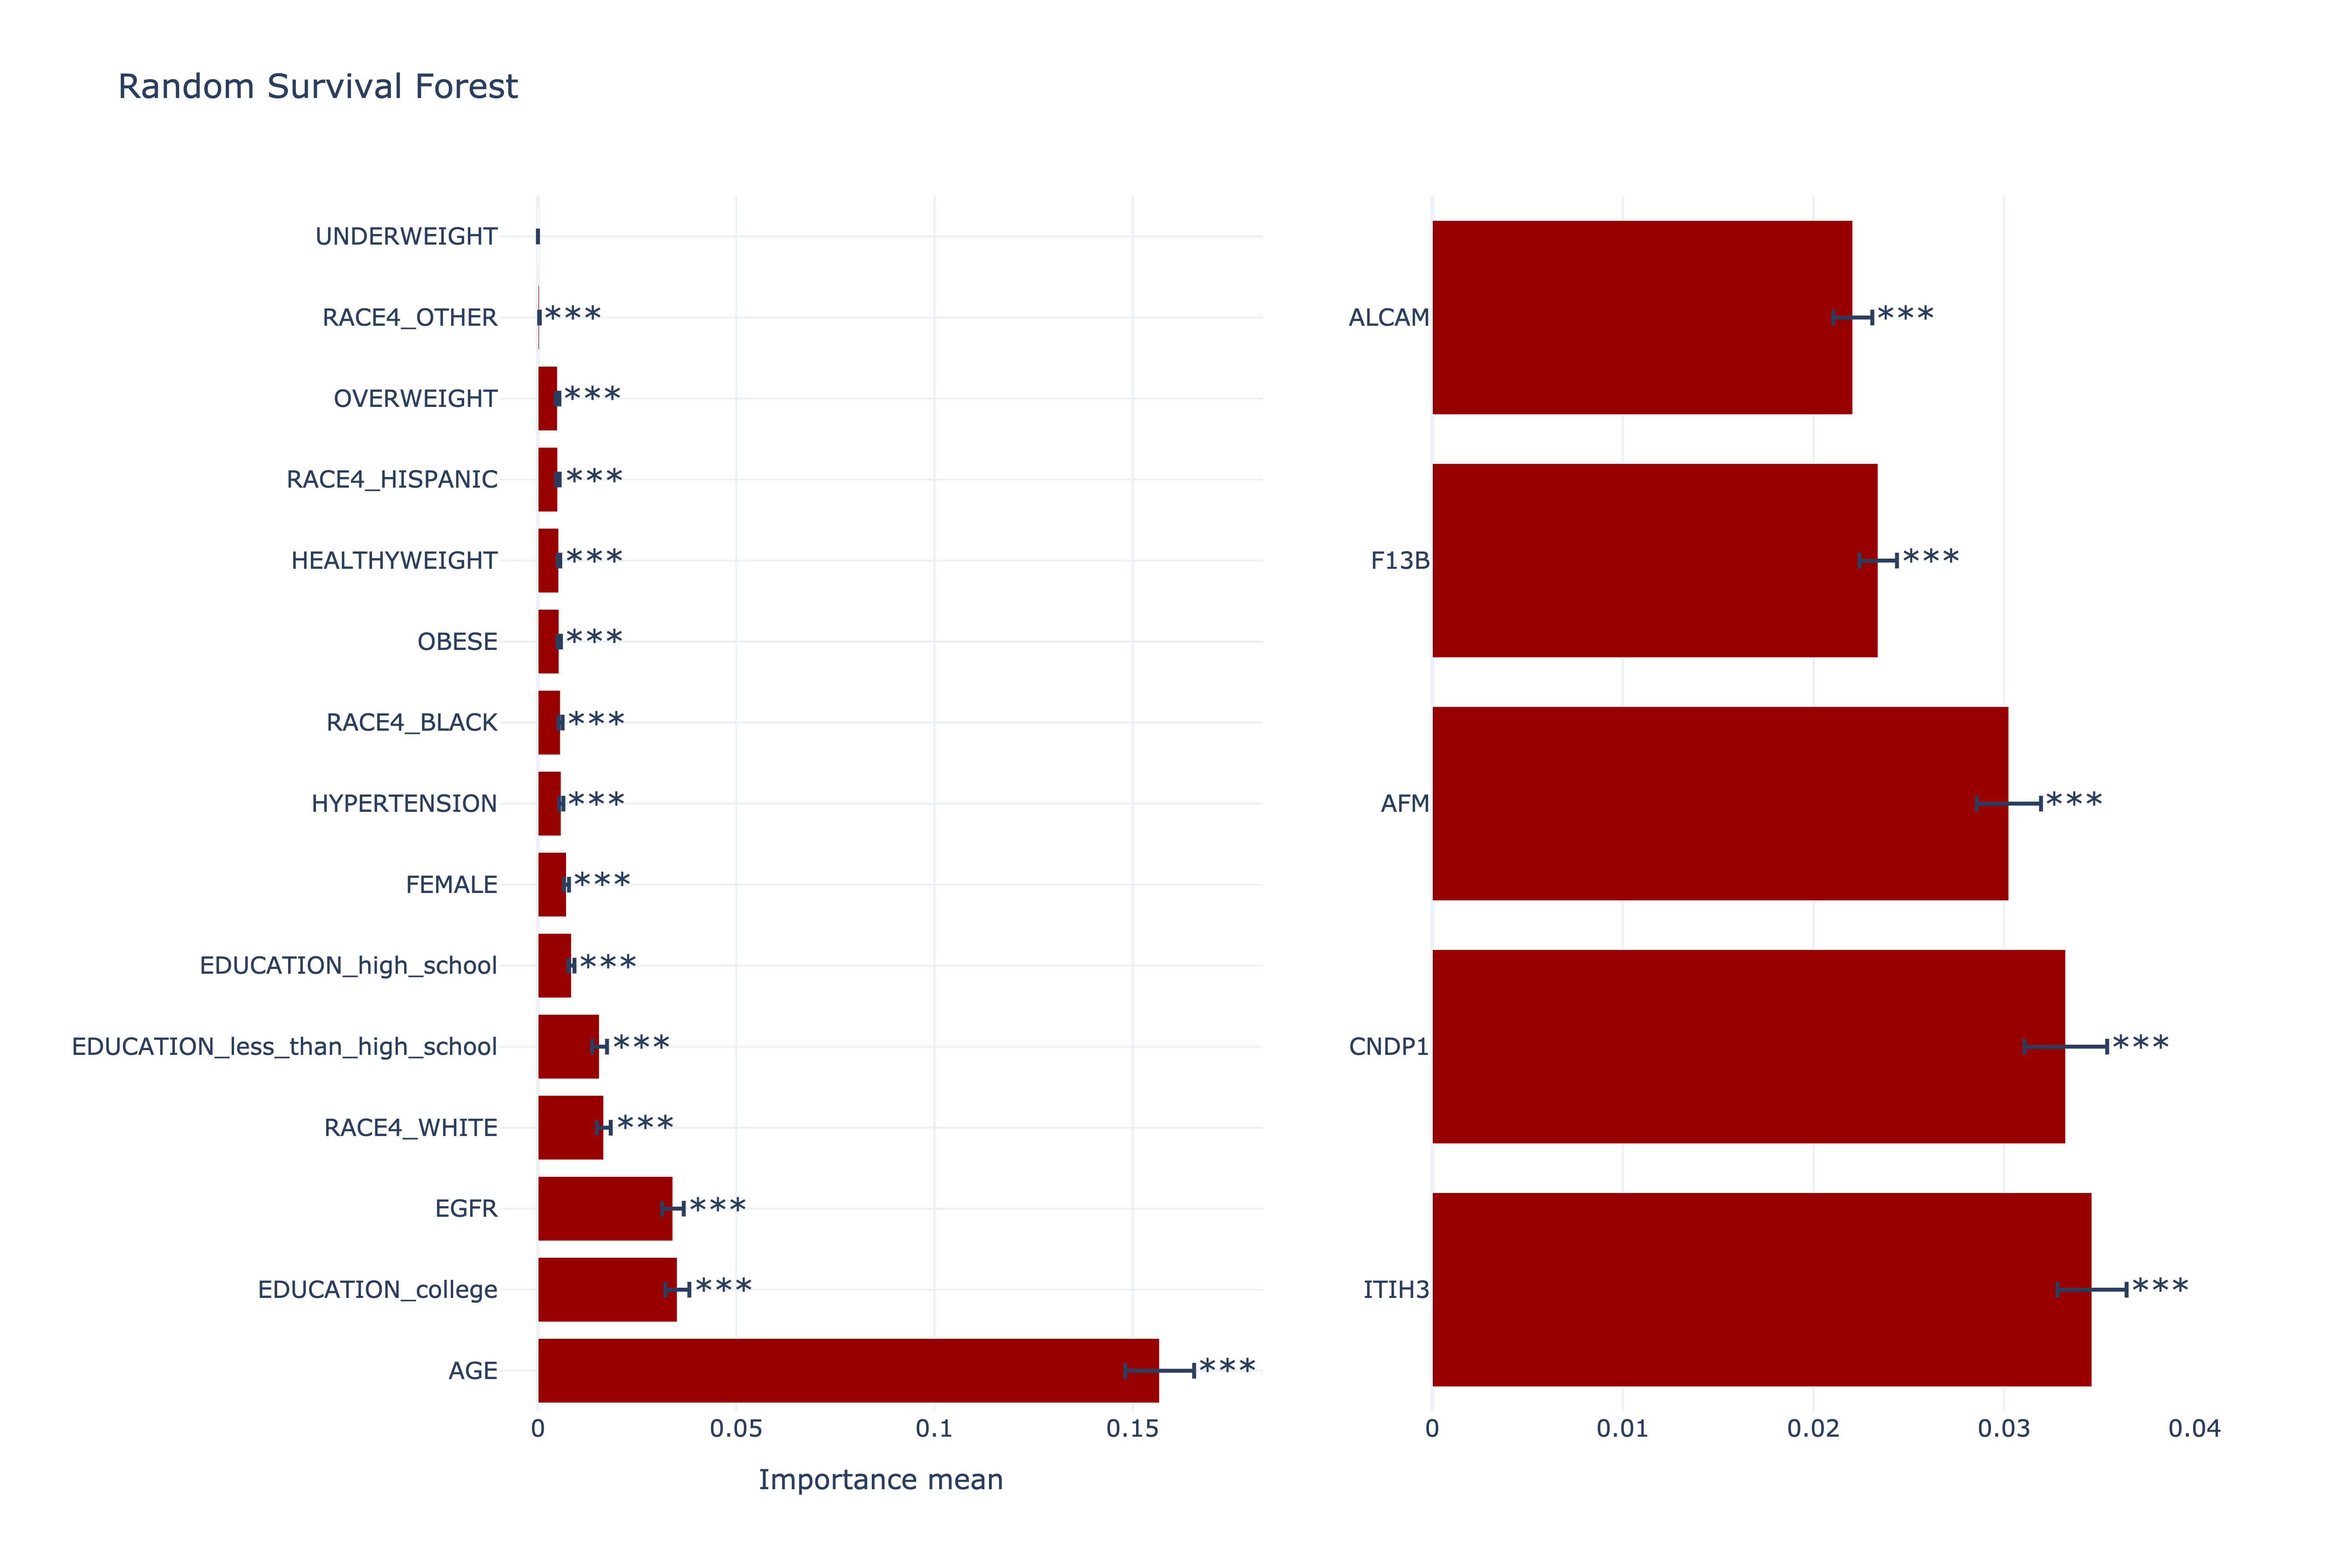 Random Survival Forest
UNDERWEIGHT
RACE4_OTHER ***
OVERWEIGHT ***
RACE4_HISPANIC ***
HEALTHYWEIGHT ***
OBESE ***
RACE4_BLACK ***
HYPERTENSION ***
FEMALE ***
EDUCATION_high_school ***
EDUCATION_less_than_high_school ***
RACE4_WHITE ***
EGFR ***
EDUCATION_college ***
AGE ***
0 0.05 0.1 0.15
Importance mean
ALCAM ***
F13B ***
AFM ***
CNDP1 ***
ITIH3 ***
0 0.01 0.02 0.03 0.04